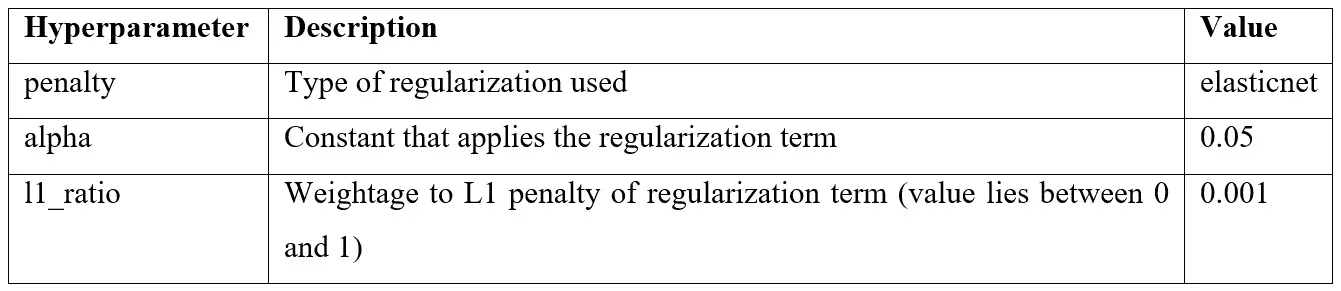 Hyperparameter Description Value
penalty Type of regularization used elasticnet
alpha Constant that applies the regularization term 0.05
l1_ratio Weightage to L1 penalty of regularization term (value lies between 0 0.001
and 1)